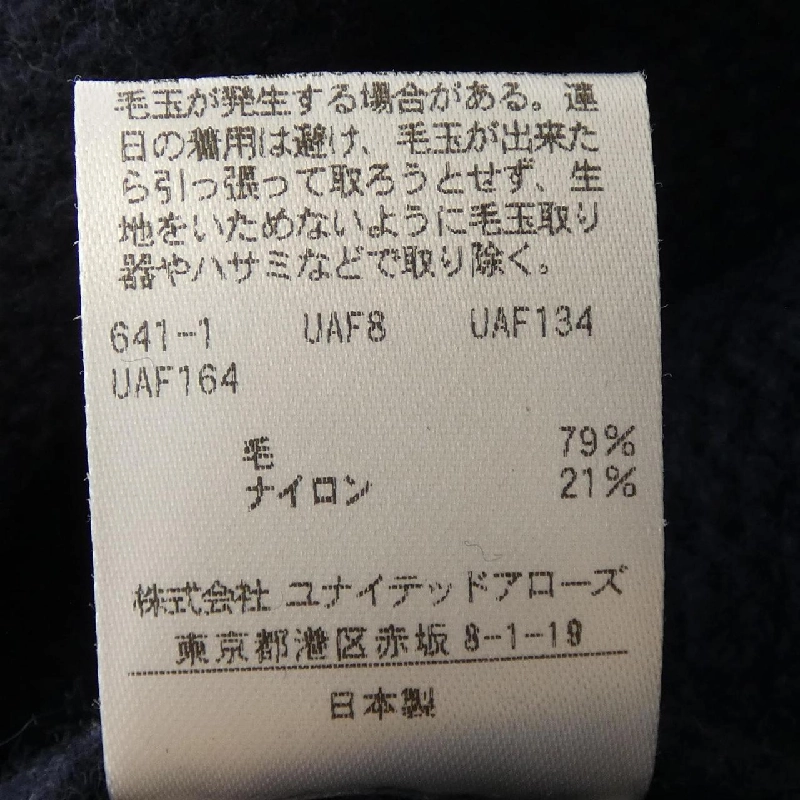 毛玉が発生する場合がある。連
日の着用は避け、毛玉が出来た
ら引っ張って取ろうとせず、生
地をいためないように毛玉取り
器やハサミなどで取り除く。
641-1 UAF8 UAF134
UAF164
毛 79%
ナイロン 21%
株式会社 ユナイテッドアローズ
東京都港区赤坂 8-1-19
日本製